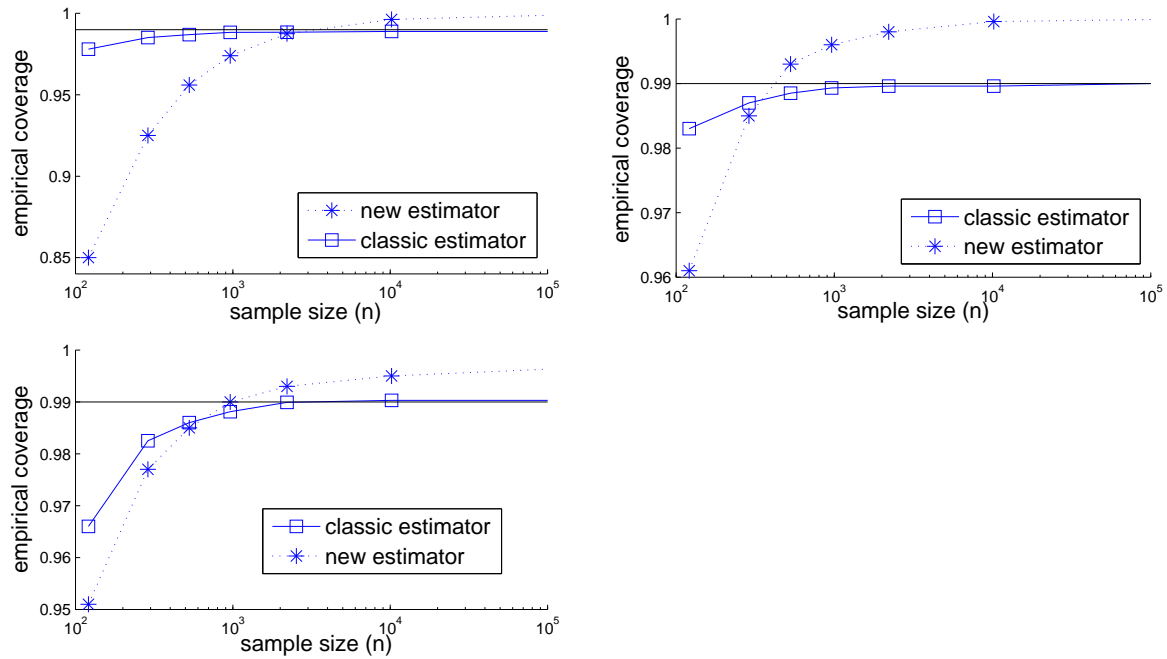 1
0.95
0.9
0.85
empirical coverage
10^2
10^3
10^4
10^5
sample size (n)
new estimator
classic estimator
1
0.99
0.98
0.97
0.96
empirical coverage
10^2
10^3
10^4
10^5
sample size (n)
classic estimator
new estimator
1
0.99
0.98
0.97
0.96
0.95
empirical coverage
10^2
10^3
10^4
10^5
sample size (n)
classic estimator
new estimator